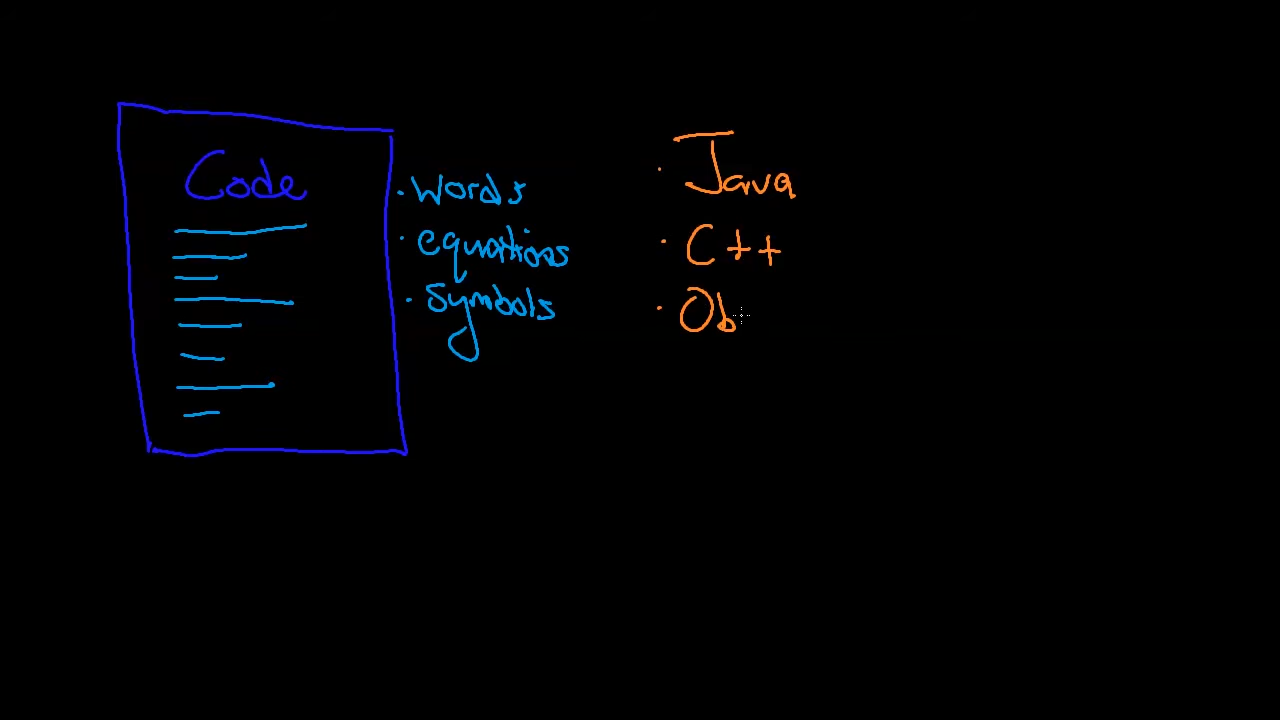 Code
· Words
· equations
· Symbols
· Java
· C++
· Ob